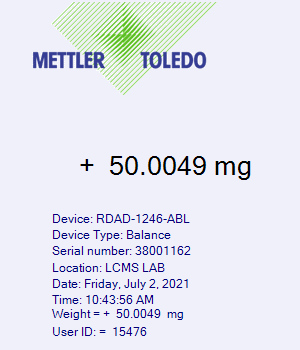 METTLER TOLEDO
+ 50.0049 mg
Device: RDAD-1246-ABL
Device Type: Balance
Serial number: 38001162
Location: LCMS LAB
Date: Friday, July 2, 2021
Time: 10:43:56 AM
Weight = + 50.0049 mg
User ID: = 15476